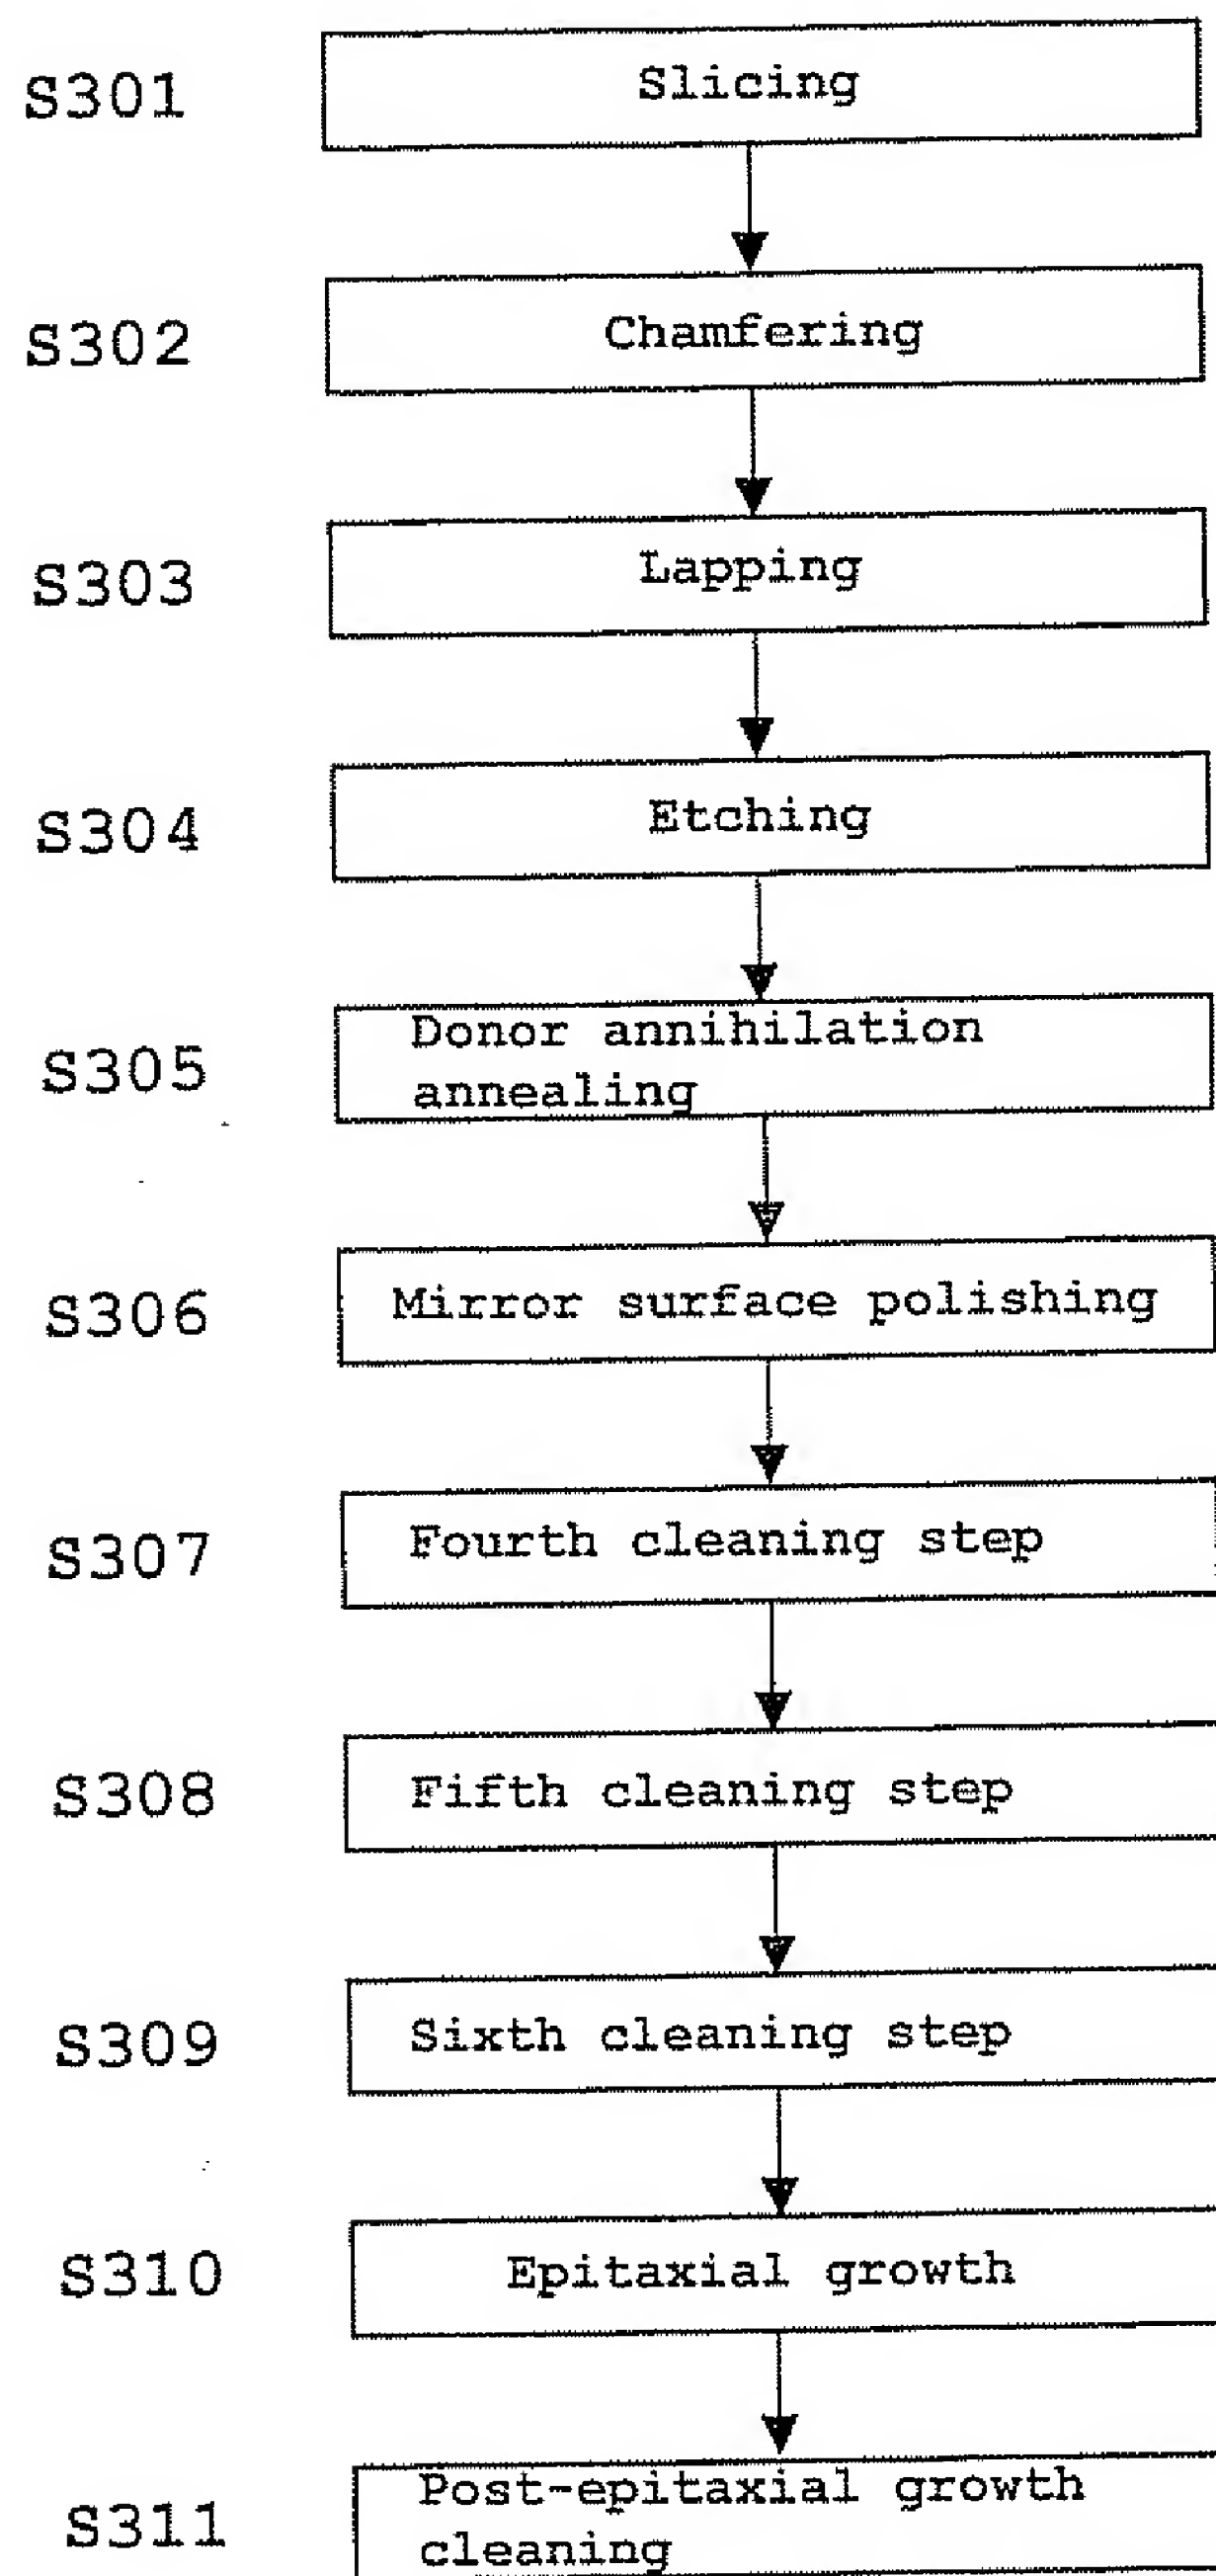 S301 Slicing
S302 Chamfering
S303 Lapping
S304 Etching
S305 Donor annihilation
annealing
S306 Mirror surface polishing
S307 Fourth cleaning step
S308 Fifth cleaning step
S309 Sixth cleaning step
S310 Epitaxial growth
S311 Post-epitaxial growth
cleaning